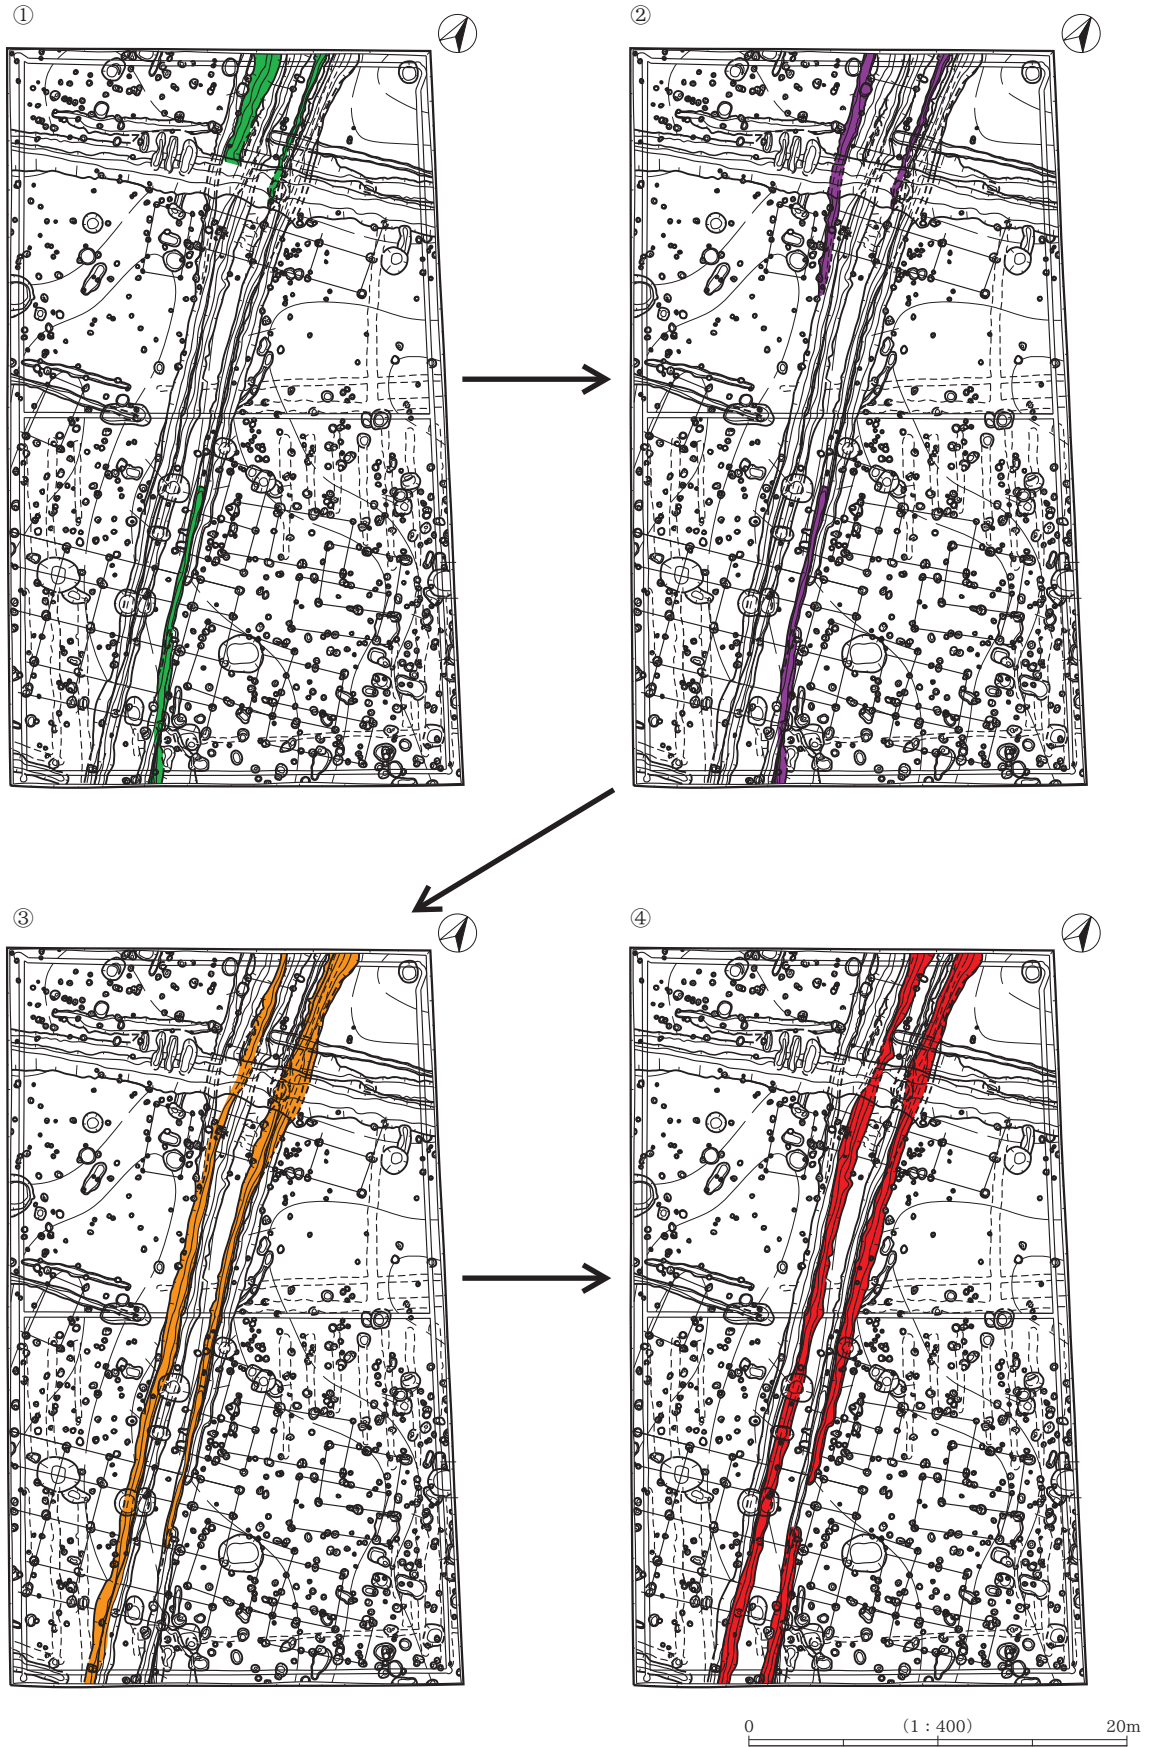 ①
②
③
④
0 (1：400) 20m